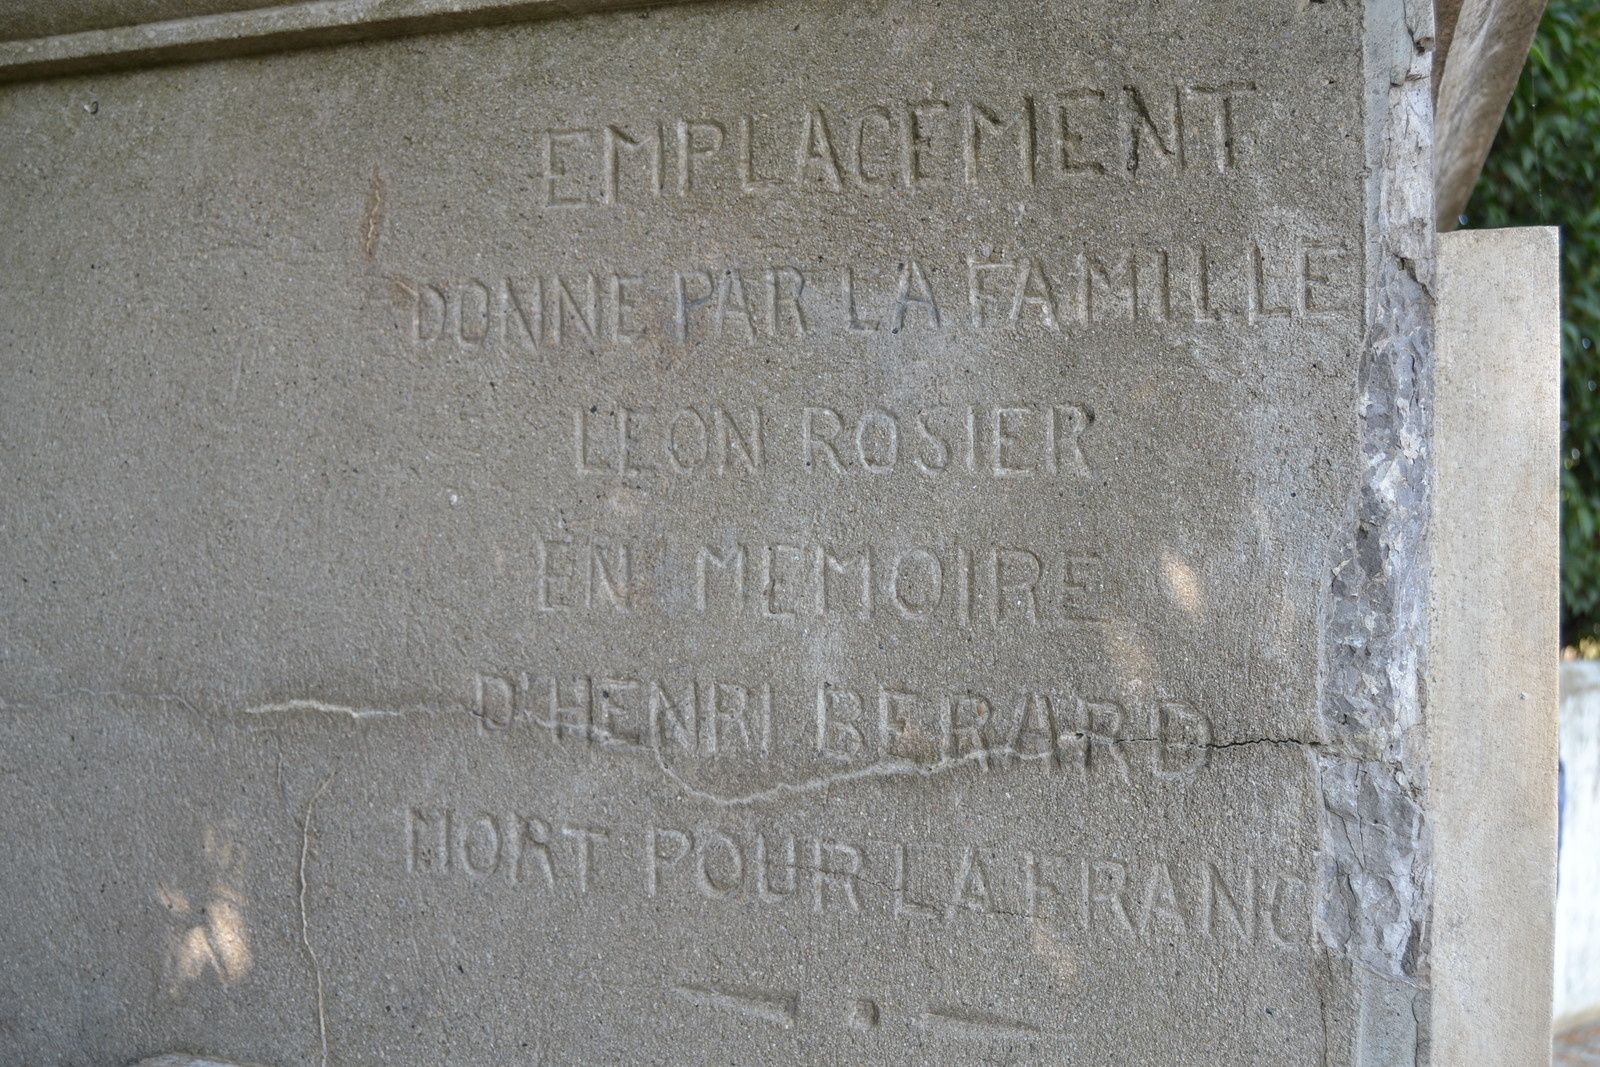 EMPLACEMENT
DONNE PAR LA FAMILLE
LEON ROSIER
EN MEMOIRE
D'HENRI BERARD
MORT POUR LA FRANC